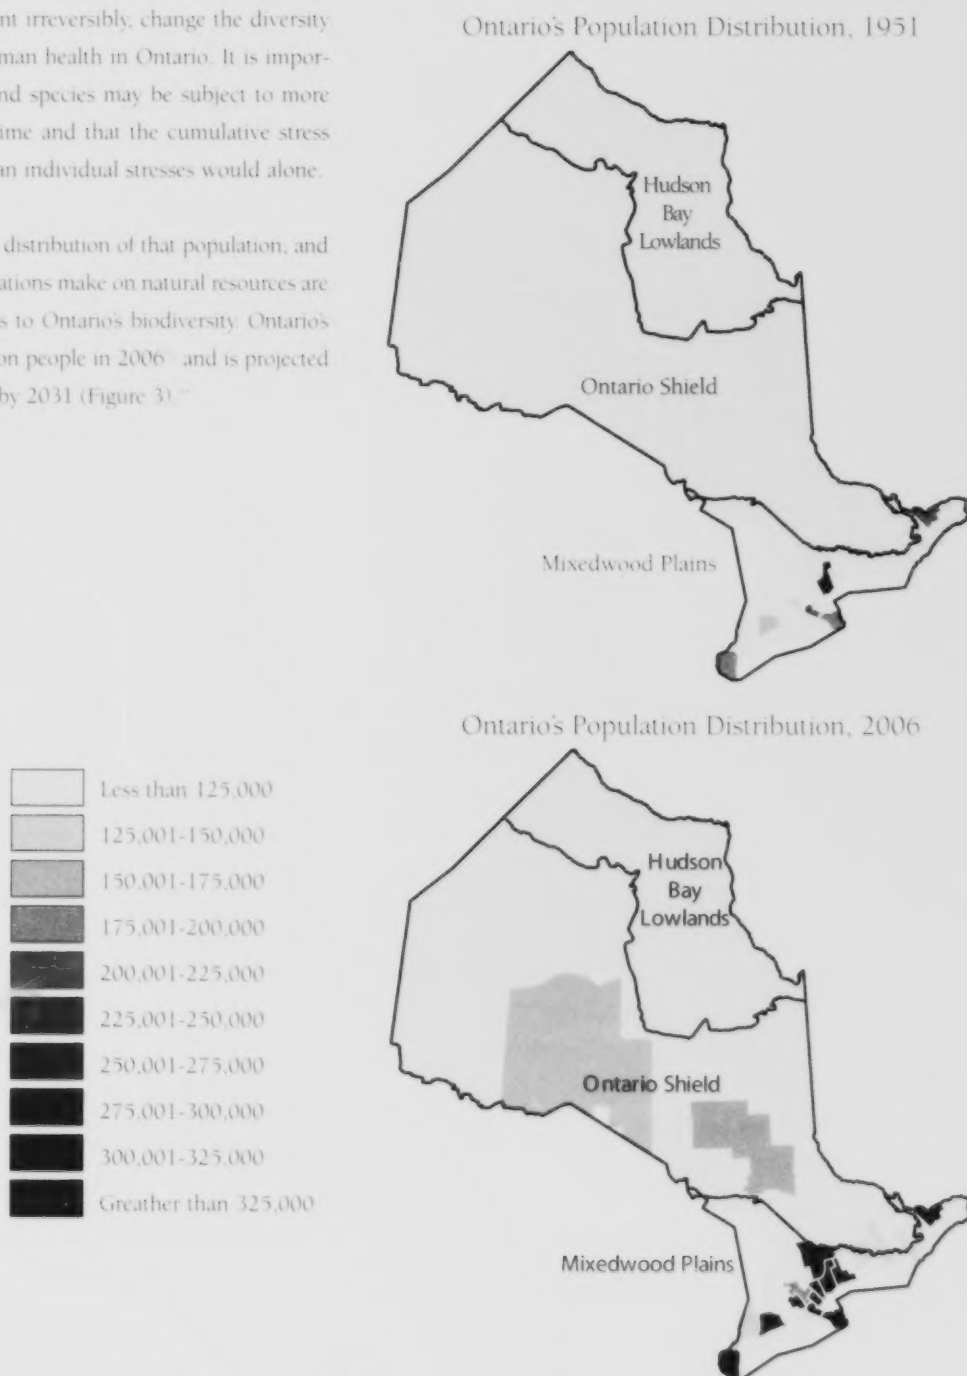 nt irreversibly, change the diversity
man health in Ontario. It is impor-
nd species may be subject to more
ime and that the cumulative stress
an individual stresses would alone.
distribution of that population, and
ations make on natural resources are
s to Ontario's biodiversity. Ontario's
on people in 2006 and is projected
by 2031 (Figure 3)
Ontario's Population Distribution, 1951
Hudson
Bay
Lowlands
Ontario Shield
Mixedwood Plains
Ontario's Population Distribution, 2006
Less than 125,000
125,001-150,000
150,001-175,000
175,001-200,000
200,001-225,000
225,001-250,000
250,001-275,000
275,001-300,000
300,001-325,000
Greather than 325,000
Hudson
Bay
Lowlands
Ontario Shield
Mixedwood Plains